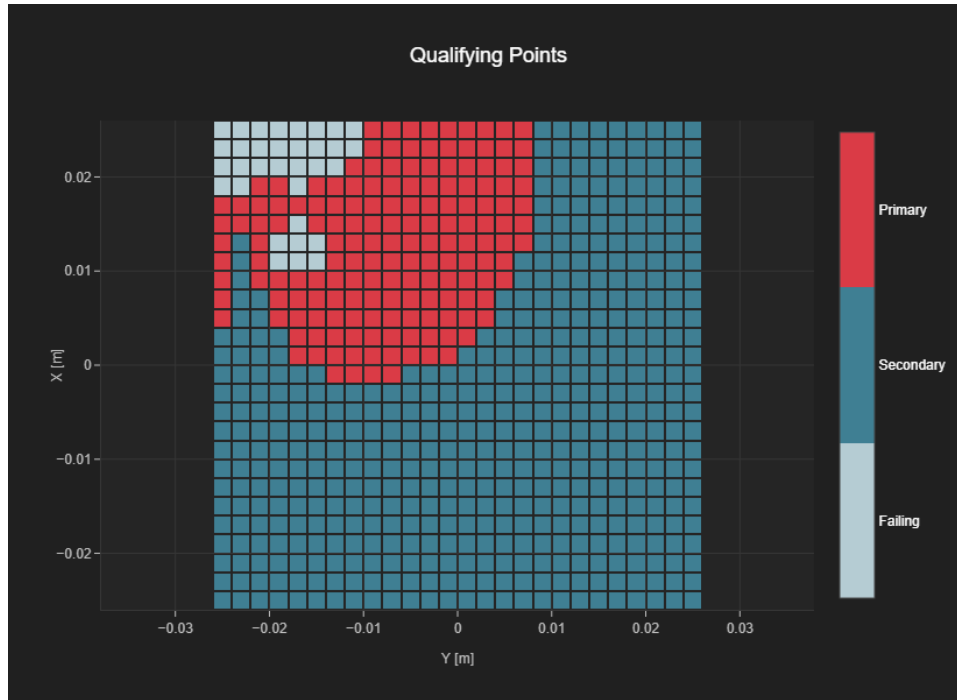 Qualifying Points
0.02
0.01
0
−0.01
−0.02
X [m]
−0.03
−0.02
−0.01
0
0.01
0.02
0.03
Y [m]
Primary
Secondary
Failing